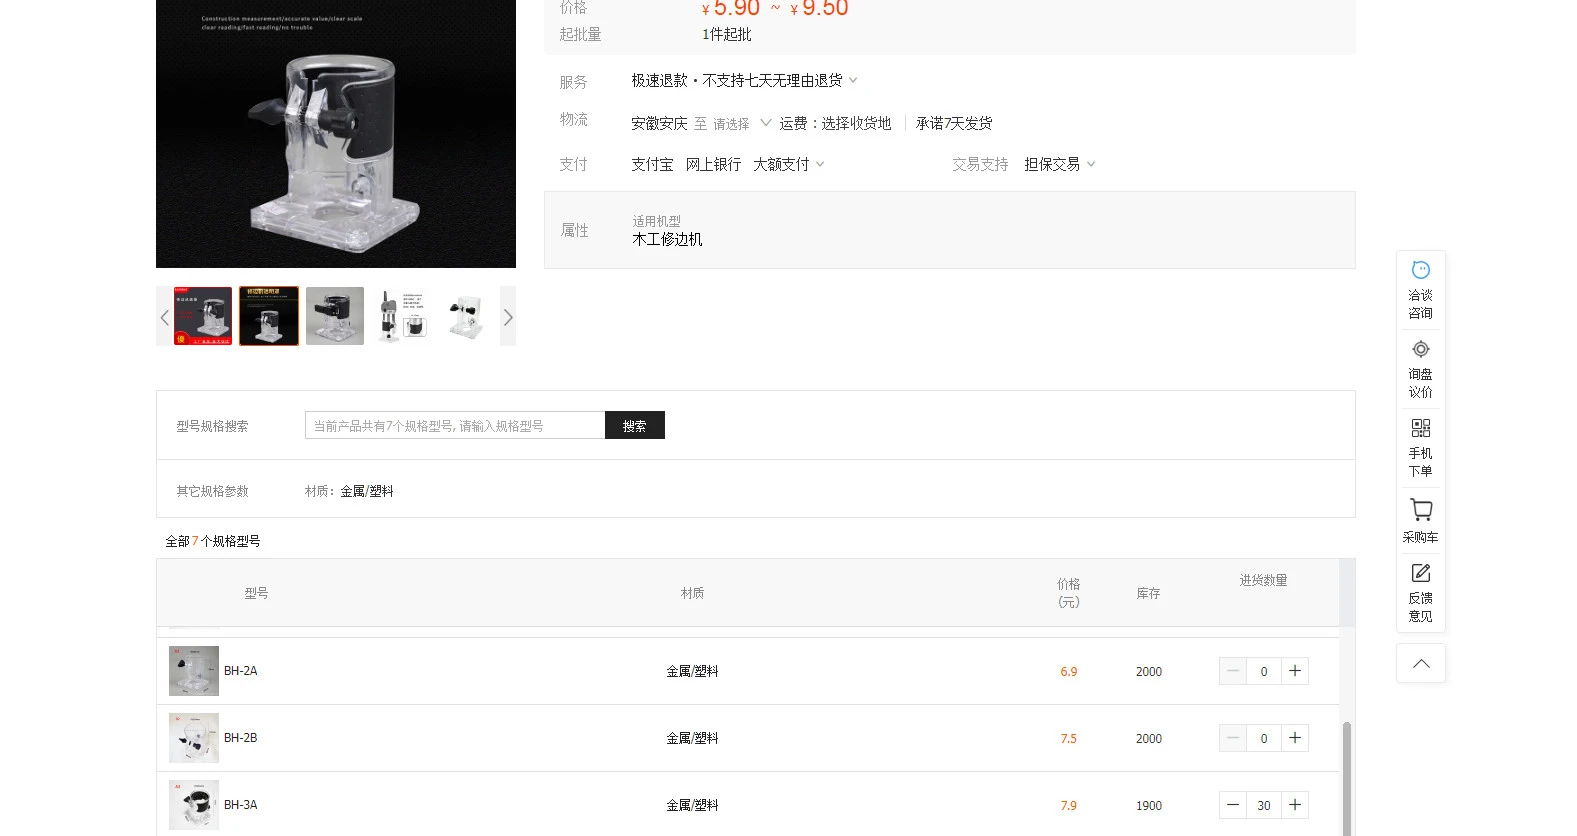 Construction measurement/accurate value/clear scale
clear reading/fast reading/no trouble
价格 ¥ 5.90 ~ ¥ 9.50
起批量 1件起批
服务 极速退款·不支持七天无理由退货
物流 安徽安庆 至 请选择 运费：选择收货地 承诺7天发货
支付 支付宝 网上银行 大额支付 交易支持 担保交易
属性 适用机型
木工修边机
型号规格搜索 当前产品共有7个规格型号, 请输入规格型号 搜索
其它规格参数 材质： 金属/塑料
全部7个规格型号
型号 材质 价格 库存 进货数量
(元)
BH-2A 金属/塑料 6.9 2000 0
BH-2B 金属/塑料 7.5 2000 0
BH-3A 金属/塑料 7.9 1900 30
洽谈
咨询
询盘
议价
手机
下单
采购车
反馈
意见